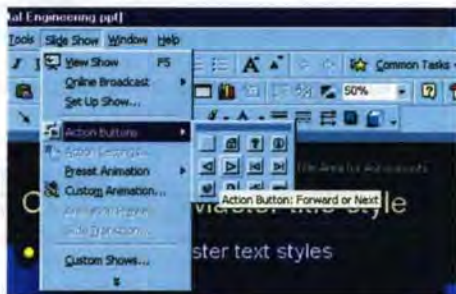 tal Engineering.ppt]
Tools Slide Show Window Help
View Show F5
Common Tasks
Online Broadcast
50%
Set Up Show...
Action Buttons
Action Settings...
Preset Animation
Custom Animation...
Action Button: Forward or Next
Master title style
Animation Preview
Slide Transition...
ster text styles
Custom Shows...